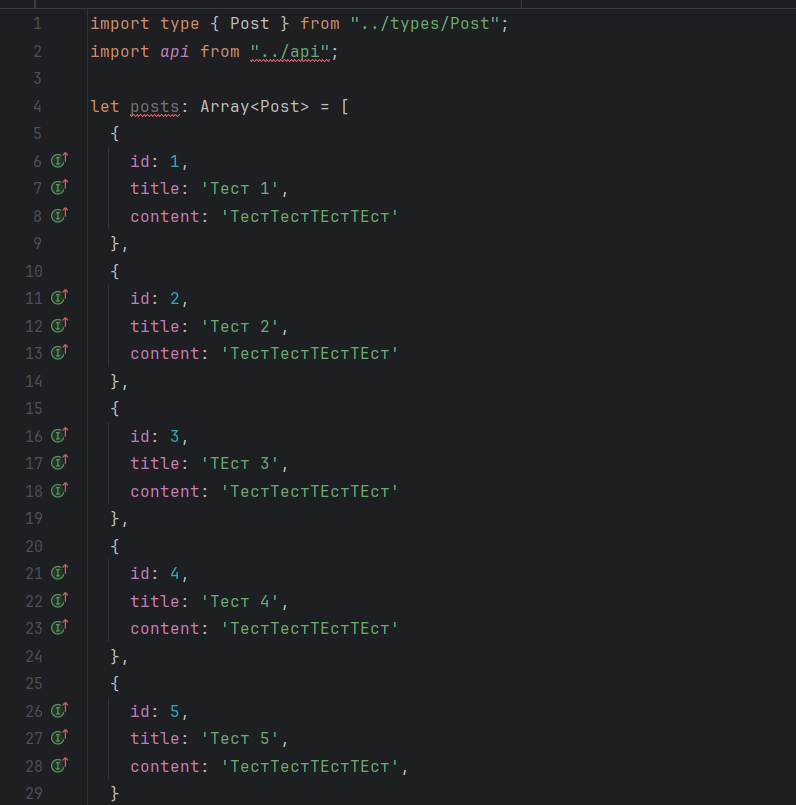 1 import type { Post } from "../types/Post";
2 import api from "../api";
3
4 let posts: Array<Post> = [
5 {
6 id: 1,
7 title: 'Тест 1',
8 content: 'ТестТестТЕстТЕст'
9 },
10 {
11 id: 2,
12 title: 'Тест 2',
13 content: 'ТестТестТЕстТЕст'
14 },
15 {
16 id: 3,
17 title: 'ТЕст 3',
18 content: 'ТестТестТЕстТЕст'
19 },
20 {
21 id: 4,
22 title: 'Тест 4',
23 content: 'ТестТестТЕстТЕст'
24 },
25 {
26 id: 5,
27 title: 'Тест 5',
28 content: 'ТестТестТЕстТЕст',
29 }